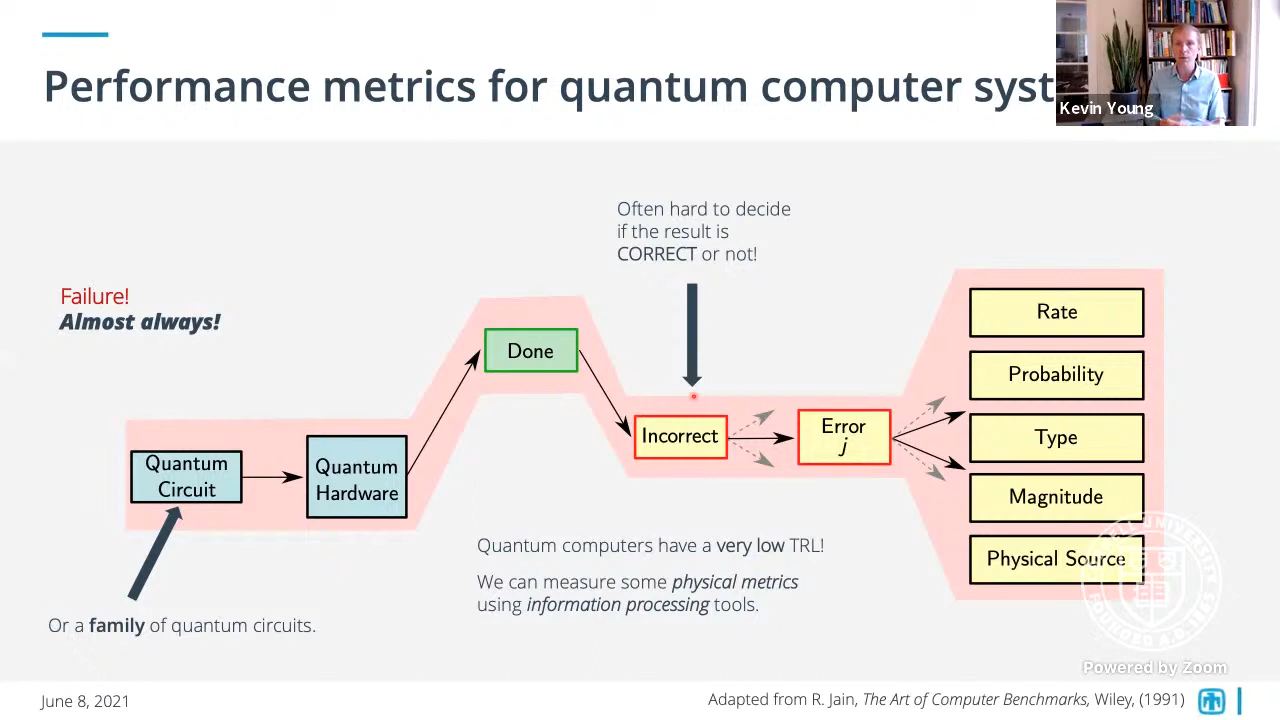 Performance metrics for quantum computer syst
Kevin Young
Often hard to decide
if the result is
CORRECT or not!
Failure!
Almost always!
Done
Incorrect
Error
j
Rate
Probability
Type
Magnitude
Physical Source
Quantum
Circuit
Quantum
Hardware
Quantum computers have a very low TRL!
We can measure some physical metrics
using information processing tools.
Or a family of quantum circuits.
Powered by Zoom
June 8, 2021
Adapted from R. Jain, The Art of Computer Benchmarks, Wiley, (1991)